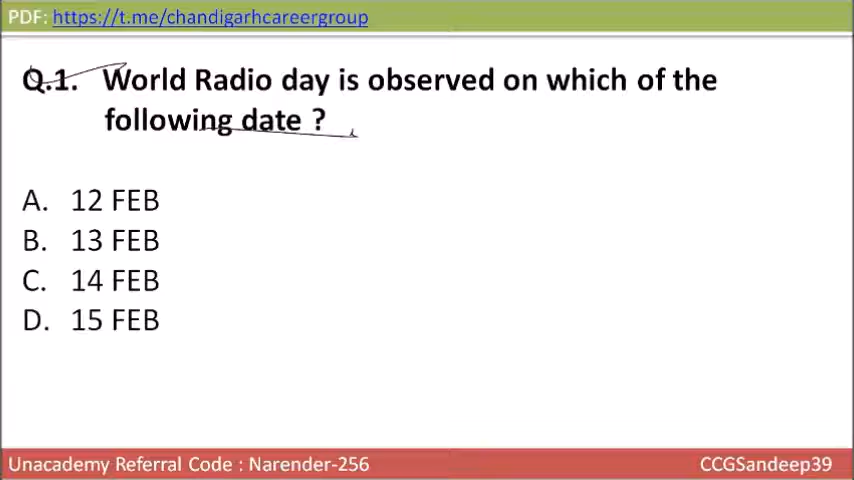 PDF: https://t.me/chandigarhcareergroup
Q.1. World Radio day is observed on which of the
following date ?
A. 12 FEB
B. 13 FEB
C. 14 FEB
D. 15 FEB
Unacademy Referral Code : Narender-256 CCGSandeep39